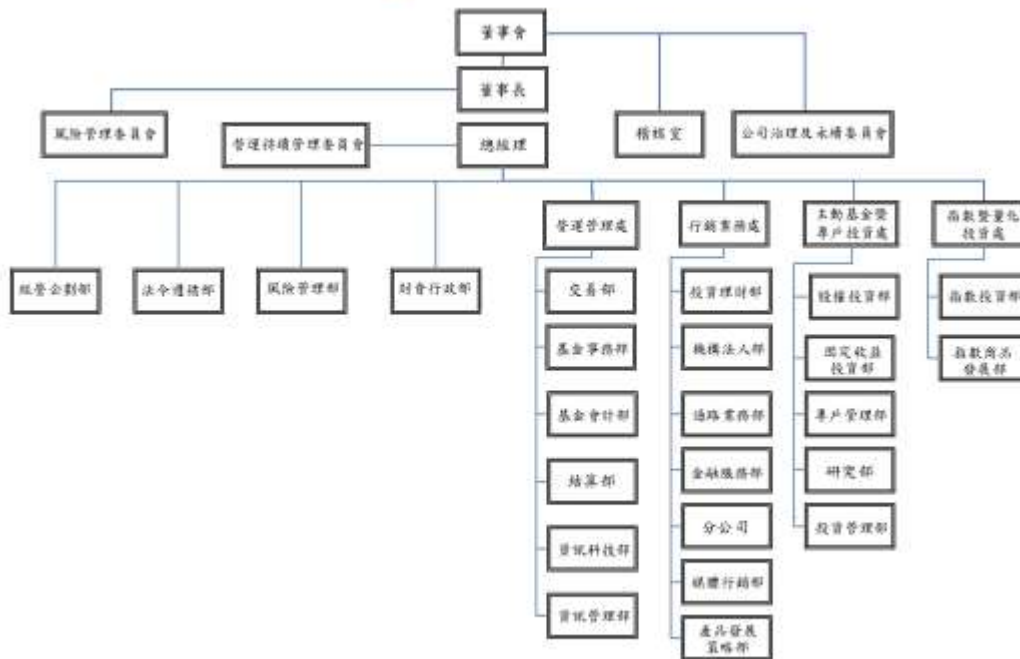 董事會
董事長
風險管理委員會
營運持續管理委員會
總經理
稽核室
公司治理及永續委員會
經營企劃部
法令遵循部
風險管理部
財會行政部
營運管理處
行銷業務處
主動基金暨
專戶投資處
指數暨量化
投資處
交易部
基金事務部
基金會計部
結算部
資訊科技部
資訊管理部
投資理財部
機構法人部
通路業務部
金融服務部
分公司
媒體行銷部
產品發展
策略部
股權投資部
固定收益
投資部
專戶管理部
研究部
投資管理部
指數投資部
指數商品
發展部